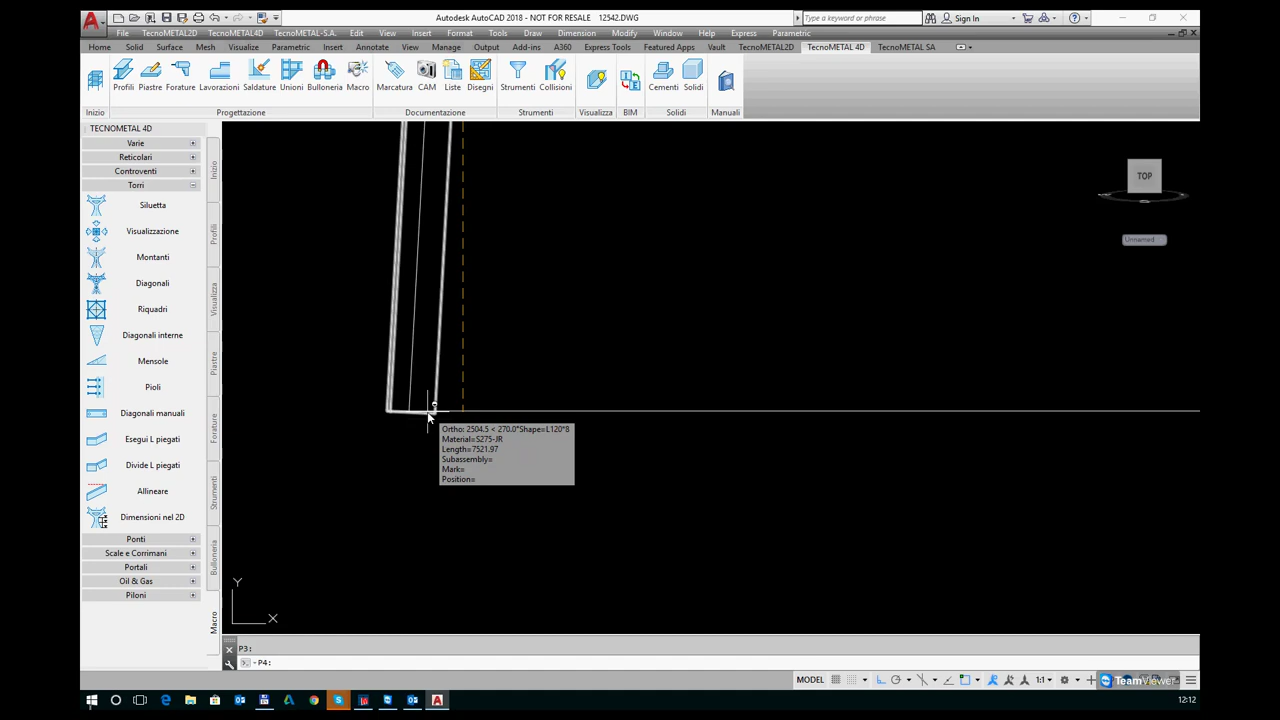 Autodesk AutoCAD 2018 - NOT FOR RESALE 12542.DWG
Type a keyword or phrase
Sign In
File TecnoMETAL2D TecnoMETAL4D TecnoMETAL-S.A. Edit View Insert Format Tools Draw Dimension Modify Window Help Express Parametric
Home Solid Surface Mesh Visualize Parametric Insert Annotate View Manage Output Add-ins A360 Express Tools Featured Apps Vault TecnoMETAL2D TecnoMETAL 4D TecnoMETAL SA
Inizio Profili Piastre Forature Lavorazioni Saldature Unioni Bulloneria Macro Marcatura CAM Liste Disegni Strumenti Collisioni Visualizza BIM Cementi Solidi Manuali
Inizio Progettazione Documentazione Strumenti Visualizza BIM Solidi Manuali
TECNOMETAL 4D
Varie
Reticolari
Controventi
Torri
Siluetta
Visualizzazione
Montanti
Diagonali
Riquadri
Diagonali interne
Mensole
Pioli
Diagonali manuali
Esegui L piegati
Divide L piegati
Allineare
Dimensioni nel 2D
Ponti
Scale e Corrimani
Portali
Oil & Gas
Piloni
Inizio
Profili
Visualizza
Piastre
Forature
Strumenti
Bulloneria
Macro
TOP
Unnamed
Ortho: 2504.5 < 270.0°Shape=L120*8
Material=S275-JR
Length=7521.97
Subassembly=
Mark=
Position=
Y
X
P3:
P4:
MODEL
1:1
TeamViewer
12:12